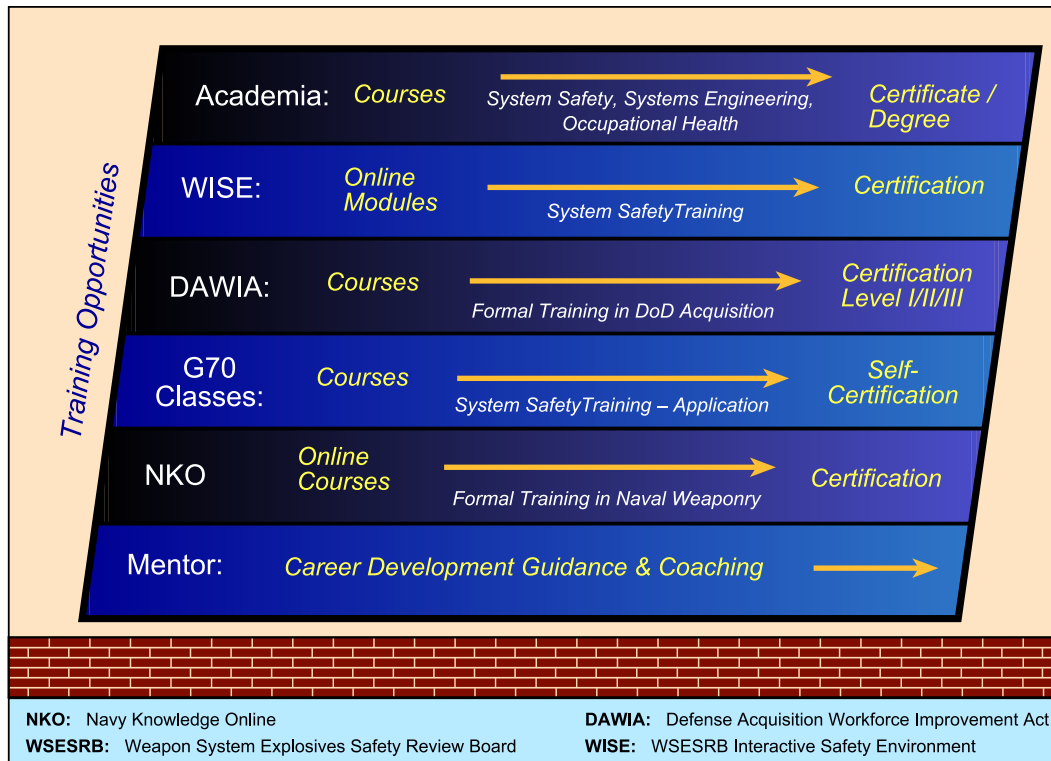 Training Opportunities
Academia: Courses
System Safety, Systems Engineering,
Occupational Health
Certificate /
Degree
WISE:
Online
Modules
System SafetyTraining
Certification
DAWIA: Courses
Formal Training in DoD Acquisition
Certification
Level I/II/III
G70
Classes:
Courses
System SafetyTraining – Application
Self-
Certification
NKO
Online
Courses
Formal Training in Naval Weaponry
Certification
Mentor: Career Development Guidance & Coaching
NKO: Navy Knowledge Online
DAWIA: Defense Acquisition Workforce Improvement Act
WSESRB: Weapon System Explosives Safety Review Board
WISE: WSESRB Interactive Safety Environment